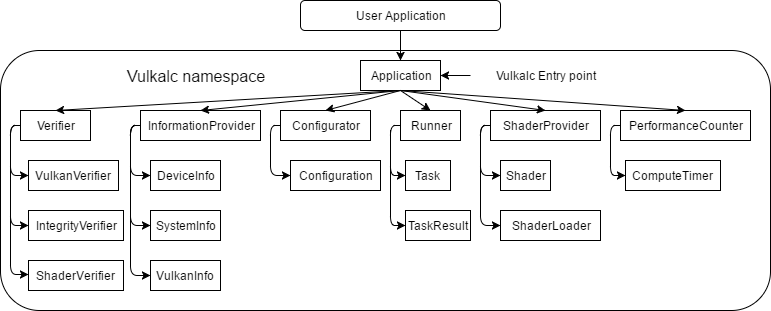 User Application
Vulkalc namespace
Application
Vulkalc Entry point
Verifier
InformationProvider
Configurator
Runner
ShaderProvider
PerformanceCounter
VulkanVerifier
DeviceInfo
Configuration
Task
Shader
ComputeTimer
IntegrityVerifier
SystemInfo
TaskResult
ShaderLoader
ShaderVerifier
VulkanInfo